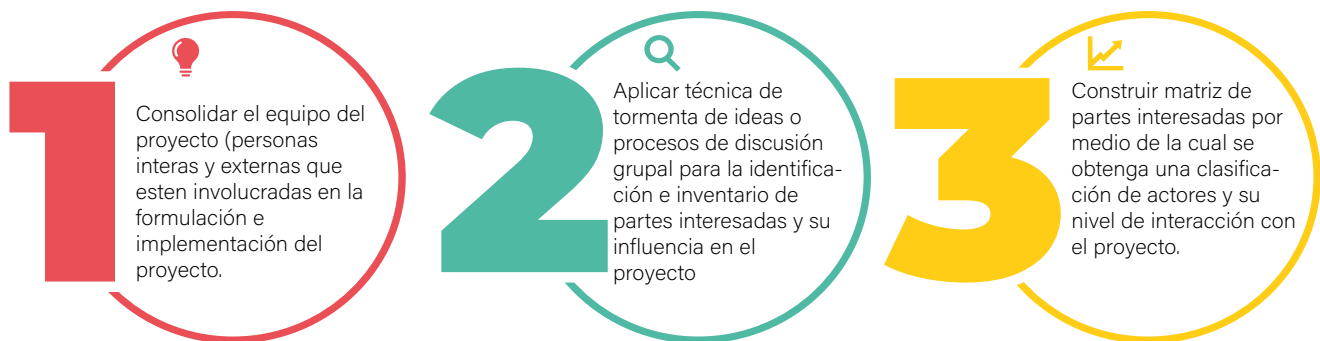 1
Consolidar el equipo del
proyecto (personas
interas y externas que
esten involucradas en la
formulación e
implementación del
proyecto.
2
Aplicar técnica de
tormenta de ideas o
procesos de discusión
grupal para la identifica-
ción e inventario de
partes interesadas y su
influencia en el
proyecto
3
Construir matriz de
partes interesadas por
medio de la cual se
obtenga una clasifica-
ción de actores y su
nivel de interacción con
el proyecto.